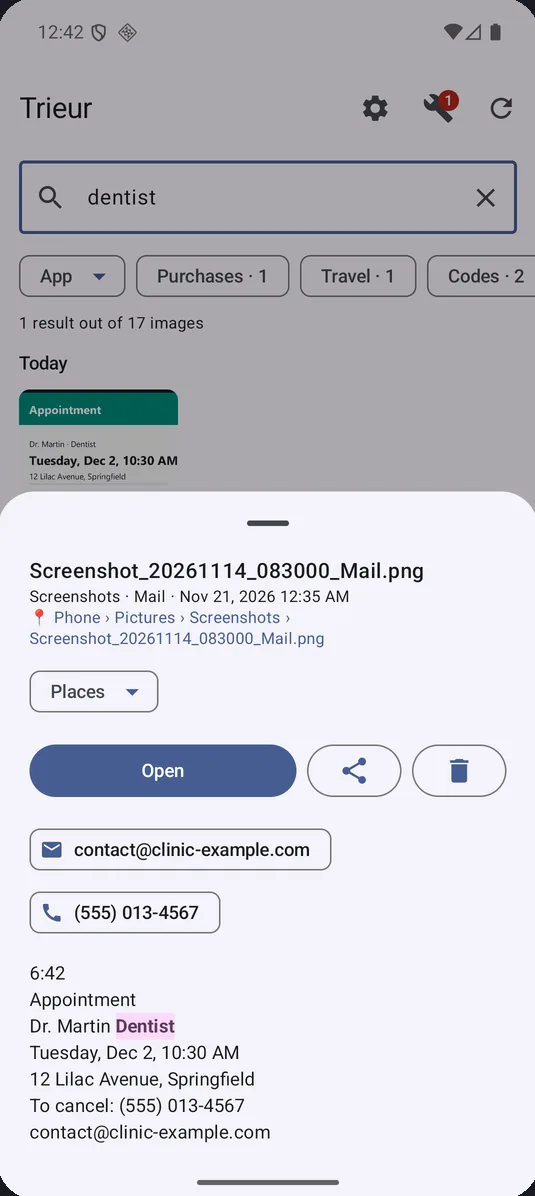 12:42
Trieur
1
dentist
App
Purchases · 1
Travel · 1
Codes · 2
1 result out of 17 images
Today
Appointment
Dr. Martin · Dentist
Tuesday, Dec 2, 10:30 AM
12 Lilac Avenue, Springfield
Screenshot_20261114_083000_Mail.png
Screenshots · Mail · Nov 21, 2026 12:35 AM
📍 Phone › Pictures › Screenshots ›
Screenshot_20261114_083000_Mail.png
Places
Open
contact@clinic-example.com
(555) 013-4567
6:42
Appointment
Dr. Martin Dentist
Tuesday, Dec 2, 10:30 AM
12 Lilac Avenue, Springfield
To cancel: (555) 013-4567
contact@clinic-example.com